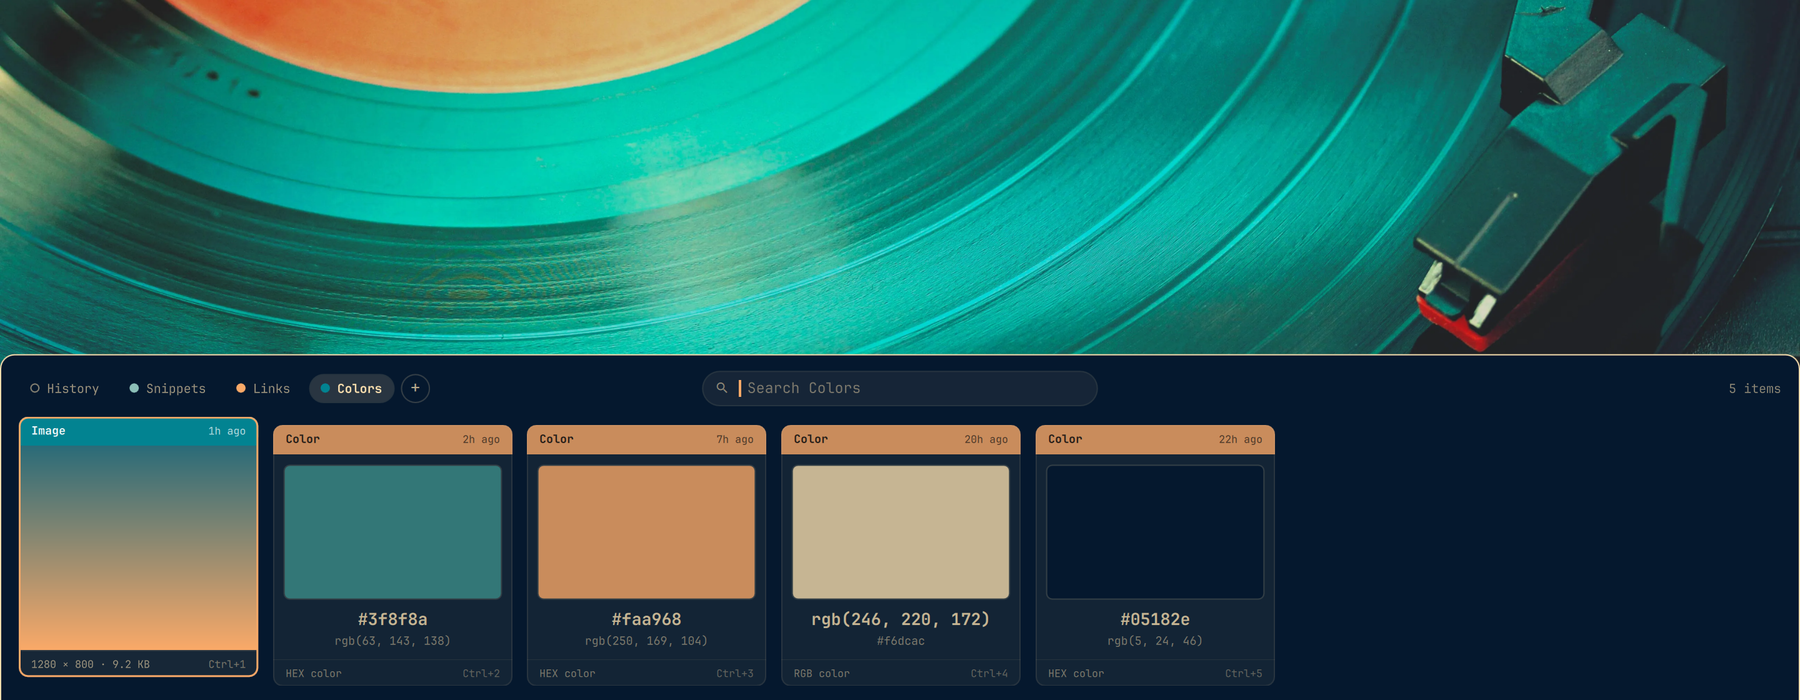 History
Snippets
Links
Colors
+
Search Colors
5 items
Image 1h ago
1280 × 800 · 9.2 KB Ctrl+1
Color 2h ago
#3f8f8a
rgb(63, 143, 138)
HEX color Ctrl+2
Color 7h ago
#faa968
rgb(250, 169, 104)
HEX color Ctrl+3
Color 20h ago
rgb(246, 220, 172)
#f6dcac
RGB color Ctrl+4
Color 22h ago
#05182e
rgb(5, 24, 46)
HEX color Ctrl+5